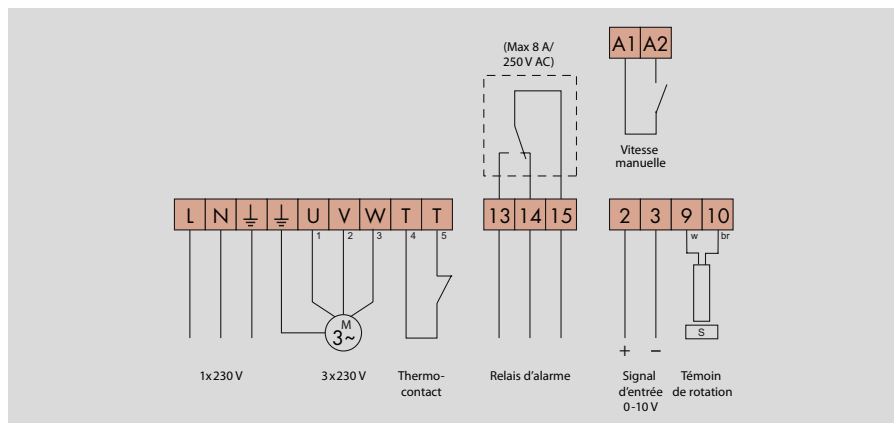 (Max 8 A/
250 V AC)
A1 A2
Vitesse
manuelle
L N U V W T T
1 2 3 4 5
13 14 15
2 3 9 10
w br
M
3~
S
+ −
1x230 V
3x230 V
Thermo-
contact
Relais d'alarme
Signal
d'entrée
0-10 V
Témoin
de rotation